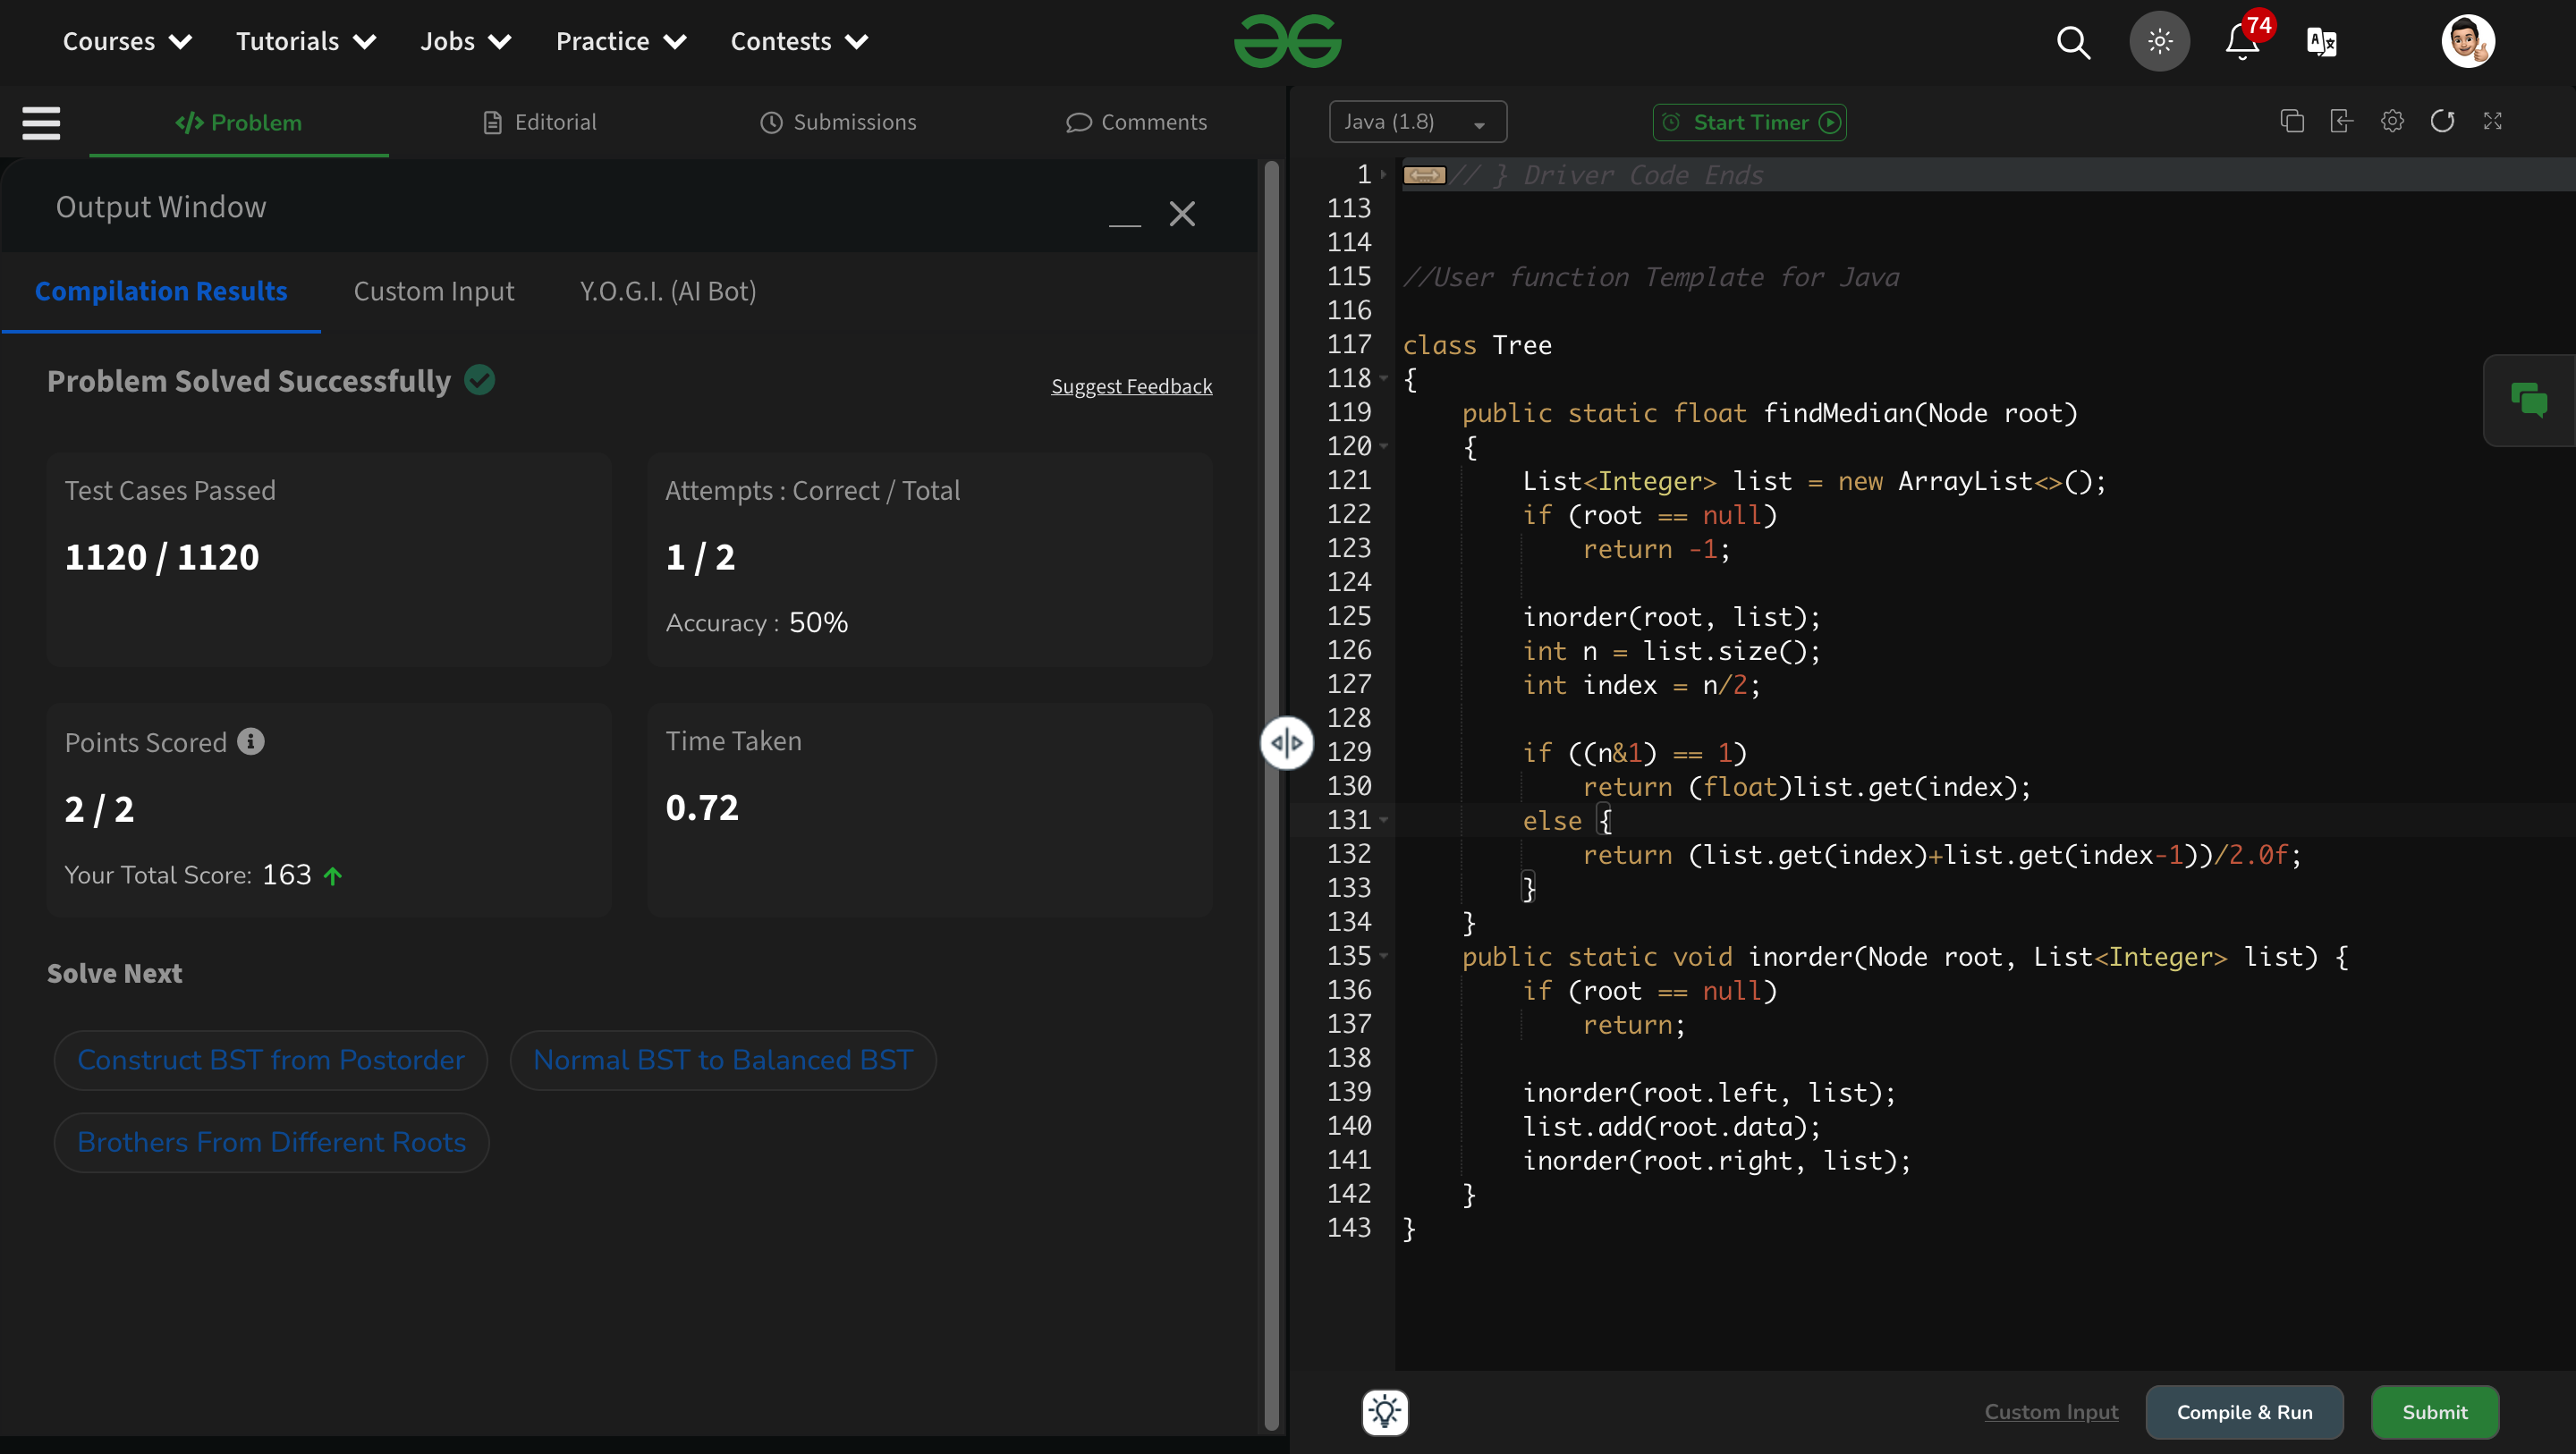 Courses
Tutorials
Jobs
Practice
Contests
74
Problem
Editorial
Submissions
Comments
Output Window
Compilation Results
Custom Input
Y.O.G.I. (AI Bot)
Problem Solved Successfully
Suggest Feedback
Test Cases Passed
1120 / 1120
Attempts : Correct / Total
1 / 2
Accuracy : 50%
Points Scored
2 / 2
Your Total Score: 163
Time Taken
0.72
Solve Next
Construct BST from Postorder
Normal BST to Balanced BST
Brothers From Different Roots
Java (1.8)
Start Timer
1 // } Driver Code Ends
113
114
115 //User function Template for Java
116
117 class Tree
118 {
119     public static float findMedian(Node root)
120     {
121         List<Integer> list = new ArrayList<>();
122         if (root == null)
123             return -1;
124
125         inorder(root, list);
126         int n = list.size();
127         int index = n/2;
128
129         if ((n&1) == 1)
130             return (float)list.get(index);
131         else {
132             return (list.get(index)+list.get(index-1))/2.0f;
133         }
134     }
135     public static void inorder(Node root, List<Integer> list) {
136         if (root == null)
137             return;
138
139         inorder(root.left, list);
140         list.add(root.data);
141         inorder(root.right, list);
142     }
143 }
Custom Input
Compile & Run
Submit